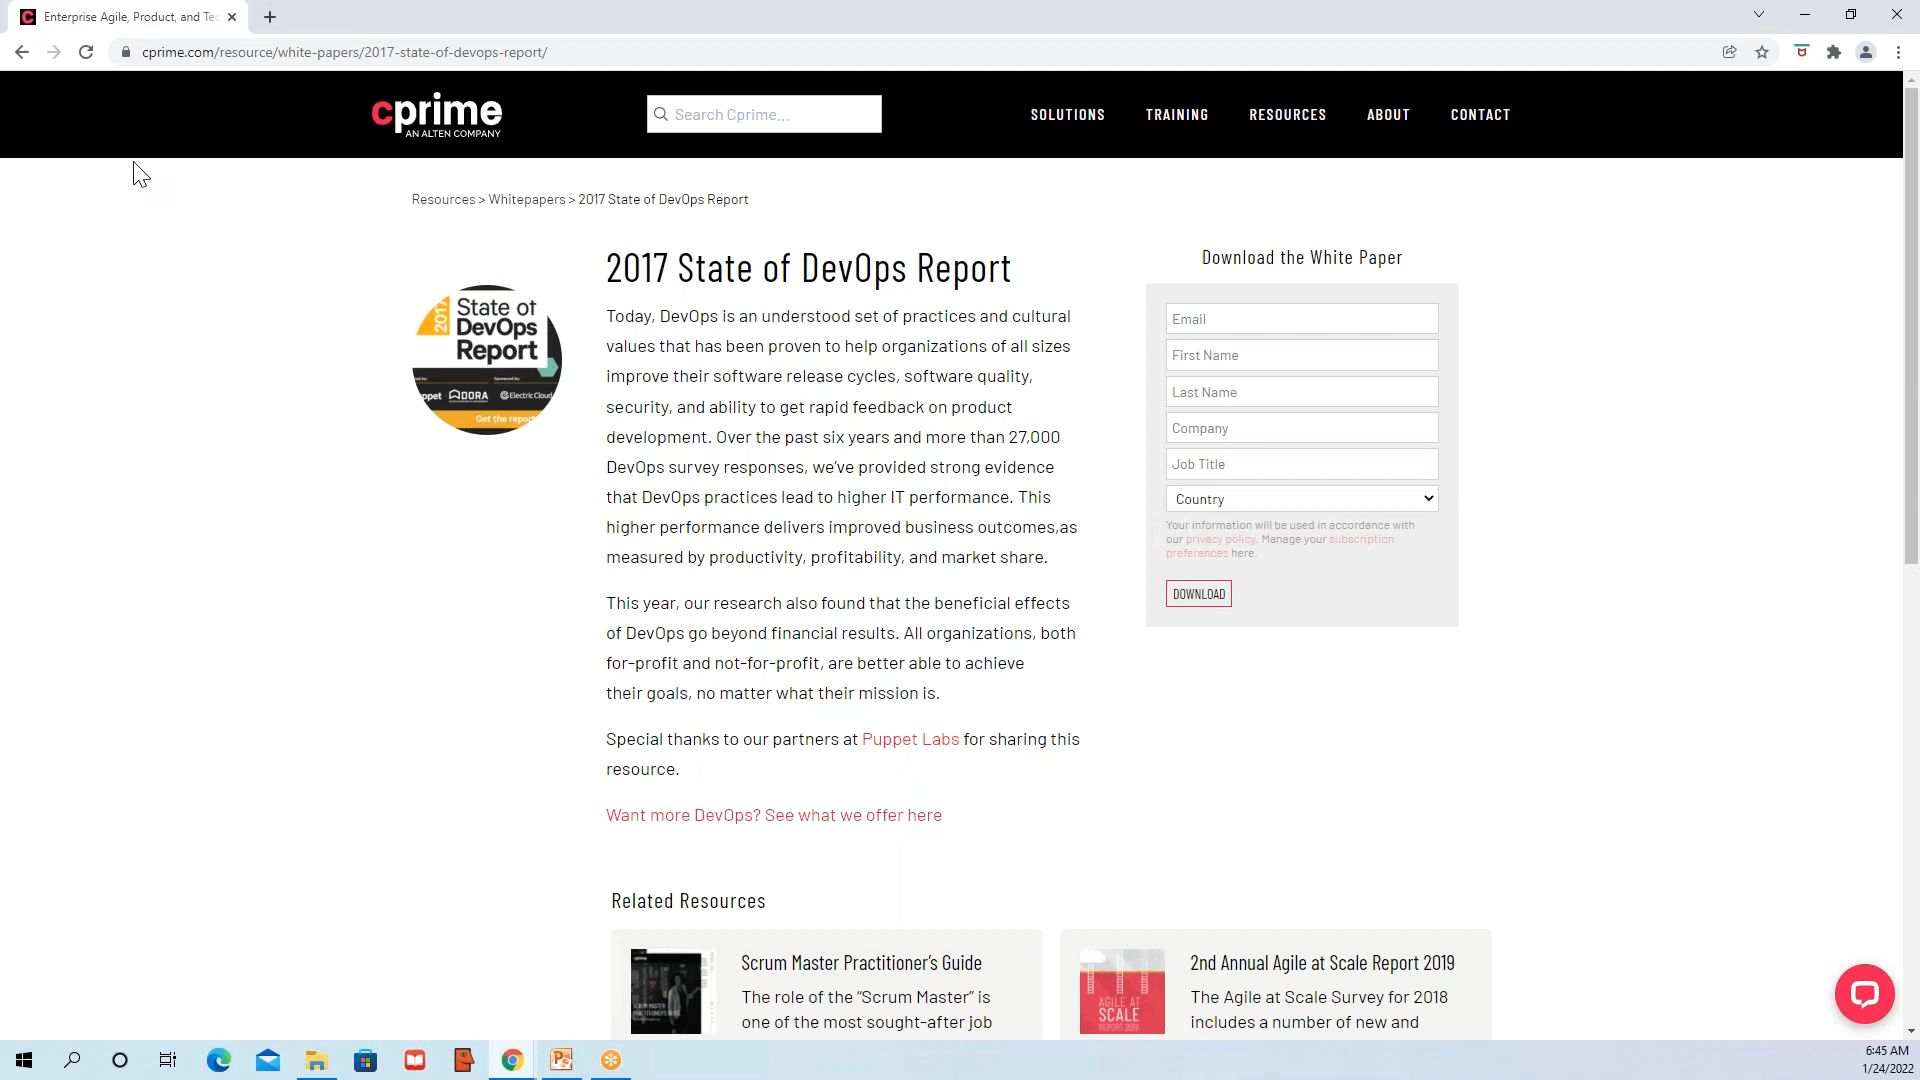 Enterprise Agile, Product, and Tec
cprime.com/resource/white-papers/2017-state-of-devops-report/
cprime
AN ALTEN COMPANY
Search Cprime...
SOLUTIONS
TRAINING
RESOURCES
ABOUT
CONTACT
Resources > Whitepapers > 2017 State of DevOps Report
2017
State of
DevOps
Report
DORA
Electric Cloud
Get the report
2017 State of DevOps Report
Today, DevOps is an understood set of practices and cultural
values that has been proven to help organizations of all sizes
improve their software release cycles, software quality,
security, and ability to get rapid feedback on product
development. Over the past six years and more than 27,000
DevOps survey responses, we've provided strong evidence
that DevOps practices lead to higher IT performance. This
higher performance delivers improved business outcomes,as
measured by productivity, profitability, and market share.
This year, our research also found that the beneficial effects
of DevOps go beyond financial results. All organizations, both
for-profit and not-for-profit, are better able to achieve
their goals, no matter what their mission is.
Special thanks to our partners at Puppet Labs for sharing this
resource.
Want more DevOps? See what we offer here
Download the White Paper
Email
First Name
Last Name
Company
Job Title
Country
Your information will be used in accordance with
our privacy policy. Manage your subscription
preferences here.
DOWNLOAD
Related Resources
Scrum Master Practitioner's Guide
The role of the “Scrum Master” is
one of the most sought-after job
AGILE AT
SCALE
REPORT 2019
2nd Annual Agile at Scale Report 2019
The Agile at Scale Survey for 2018
includes a number of new and
6:45 AM
1/24/2022